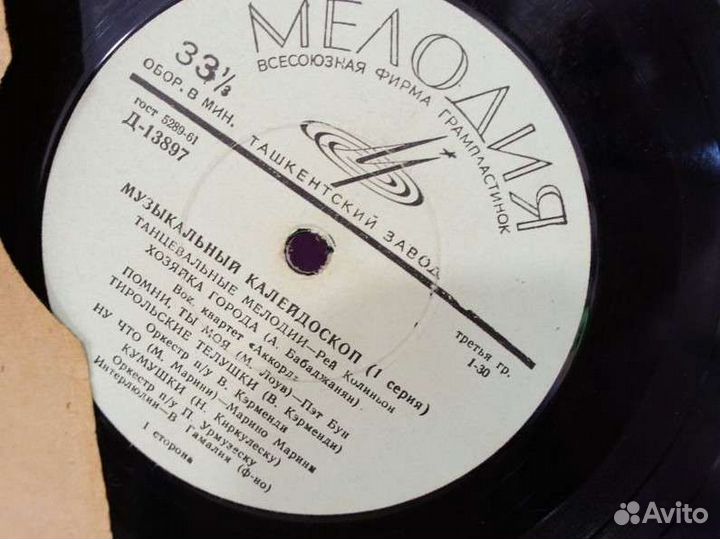 МЕЛОДИЯ
ВСЕСОЮЗНАЯ ФИРМА ГРАМПЛАСТИНОК
33⅓
ОБОР. В МИН.
ГОСТ 5289-61
Д-13897
ТАШКЕНТСКИЙ ЗАВОД
третья гр.
1-30
МУЗЫКАЛЬНЫЙ КАЛЕЙДОСКОП (1 серия)
ТАНЦЕВАЛЬНЫЕ МЕЛОДИИ—Рей Колиньон
ХОЗЯЙКА ГОРОДА (А. Бабаджанян)
Вок. квартет «Аккорд»
ПОМНИ, ТЫ МОЯ (М. Лоув)—Пэт Бун
ТИРОЛЬСКИЕ ТЕЛУШКИ (В. Кэрменди)
Оркестр п/у В. Кэрменди
НУ ЧТО (М. Марини)—Марино Марини
КУМУШКИ (Н. Киркулеску)
Оркестр п/у П. Урмузеску
Интерлюдии—В Гамалия (ф-но)
1 сторона
Avito